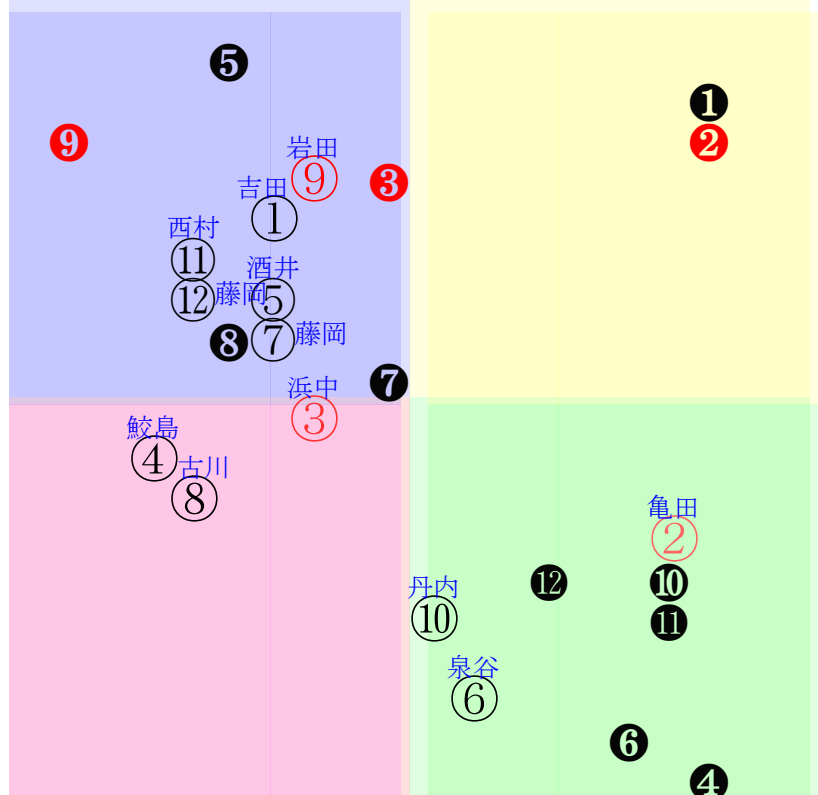 ❺
❶
❾
❷
岩田
⑨
❸
吉田
①
西村
⑪
酒井
⑫藤岡
⑤
❽
⑦藤岡
❼
浜中
③
鮫島
④
古川
⑧
亀田
②
丹内
⓬
❿
⑩
⓫
泉谷
⑥
❻
❹